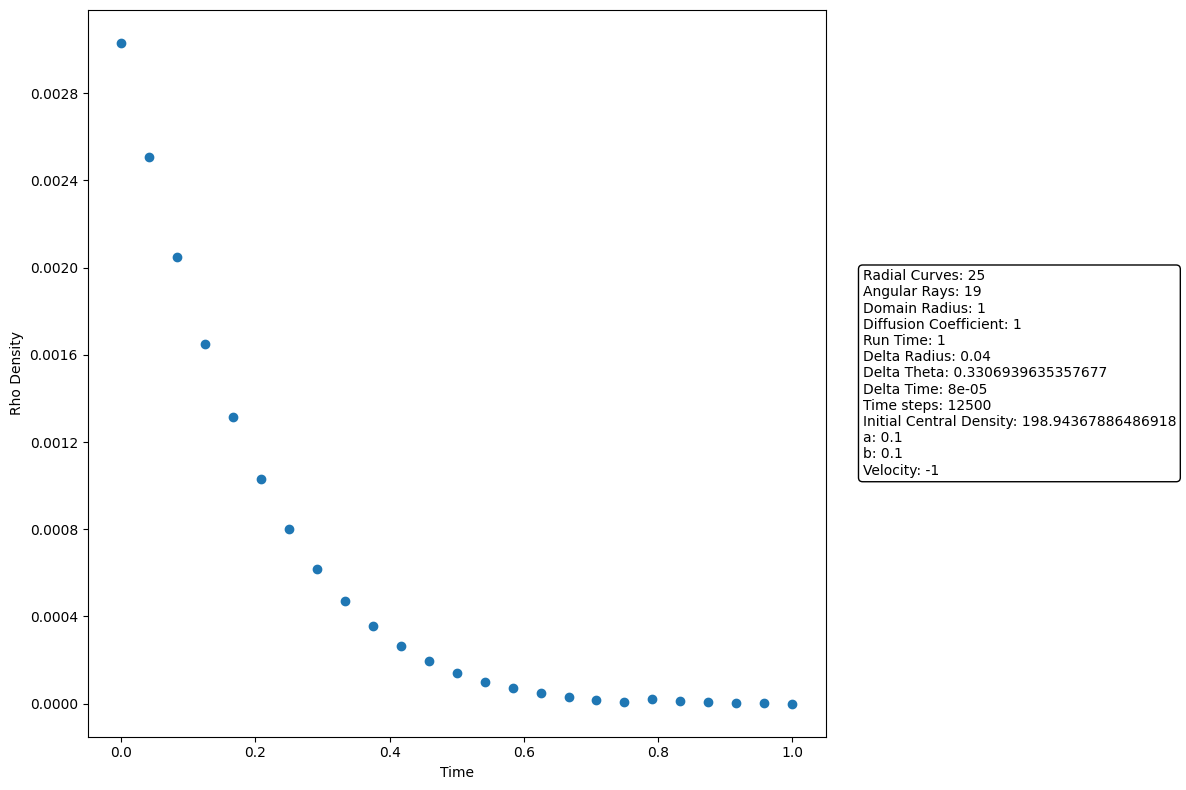 Rho Density
0.0028
0.0024
0.0020
0.0016
0.0012
0.0008
0.0004
0.0000
0.0
0.2
0.4
0.6
0.8
1.0
Time
Radial Curves: 25
Angular Rays: 19
Domain Radius: 1
Diffusion Coefficient: 1
Run Time: 1
Delta Radius: 0.04
Delta Theta: 0.3306939635357677
Delta Time: 8e-05
Time steps: 12500
Initial Central Density: 198.94367886486918
a: 0.1
b: 0.1
Velocity: -1